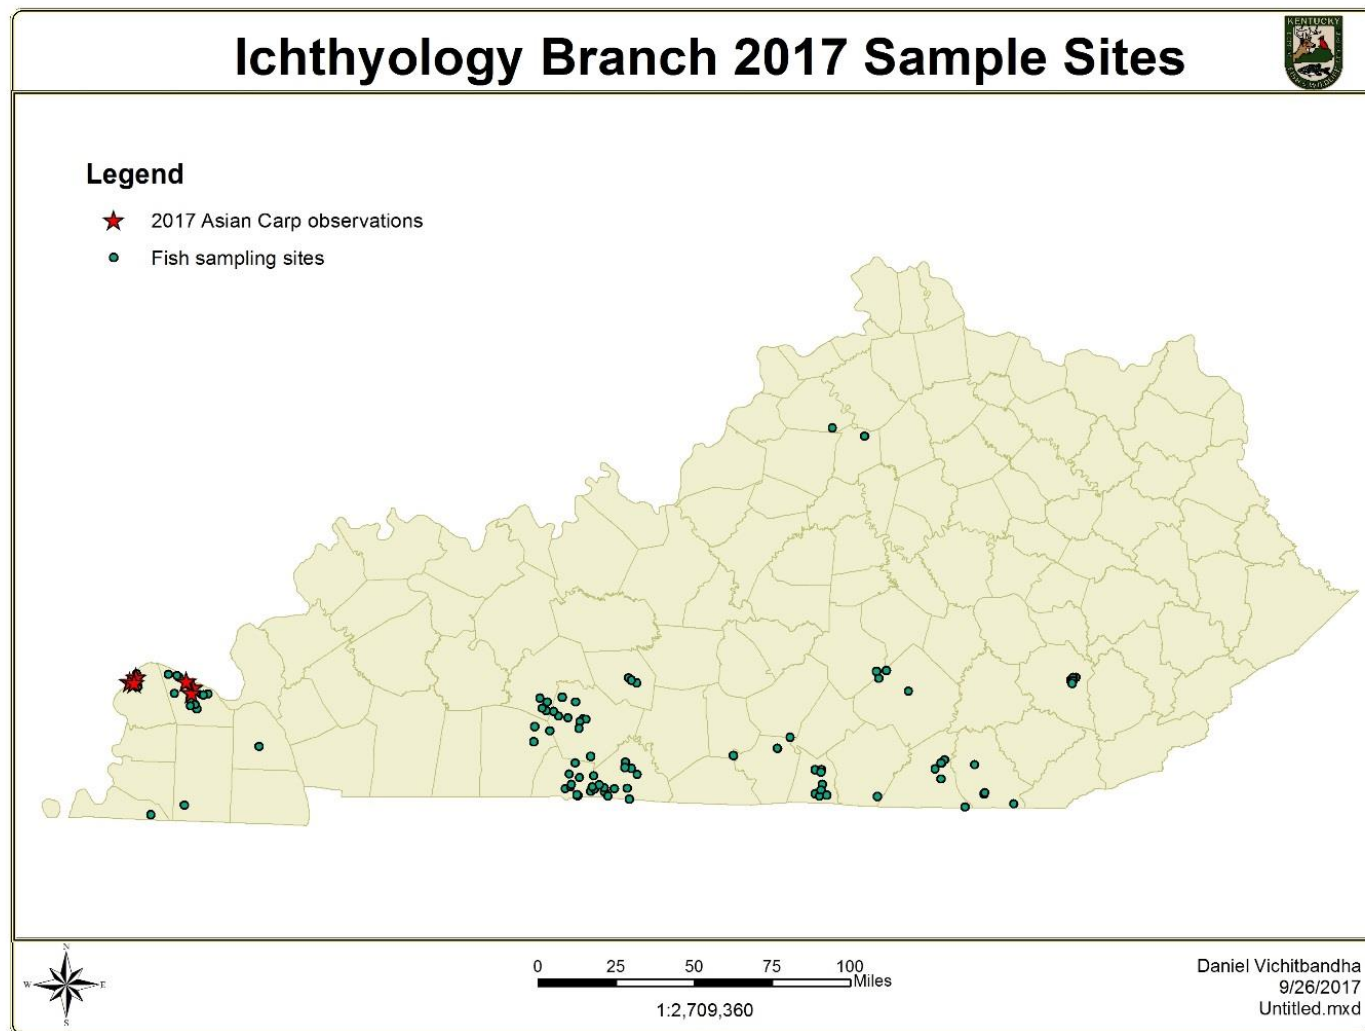 Ichthyology Branch 2017 Sample Sites
KENTUCKY
Legend
2017 Asian Carp observations
Fish sampling sites
N
W
E
S
0 25 50 75 100
Miles
1:2,709,360
Daniel Vichitbandha
9/26/2017
Untitled.mxd